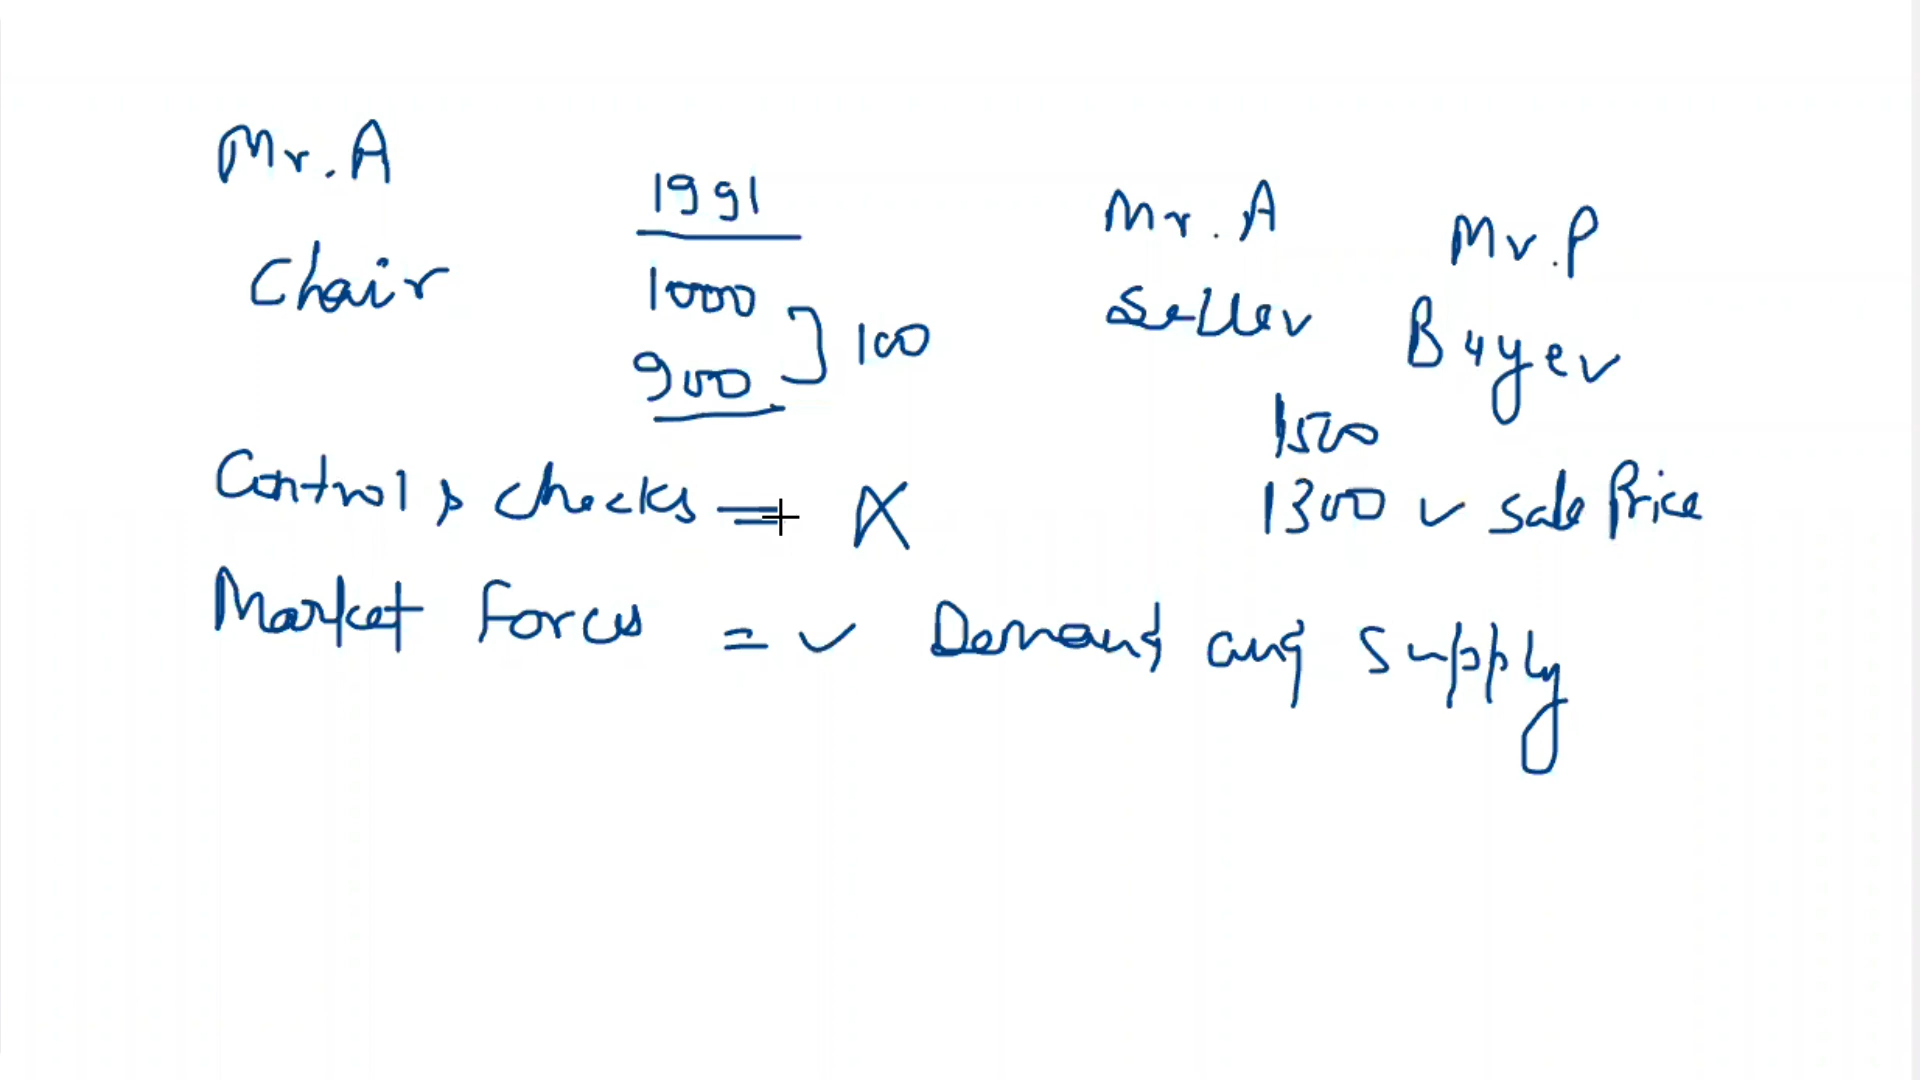 Mr. A
Chair
1991
1000
900
100
Mr. A
Seller
Mr. P
Buyer
1500
1300 ✓ Sale Price
Control & checks = X
Market Forces = ✓ Demand and Supply